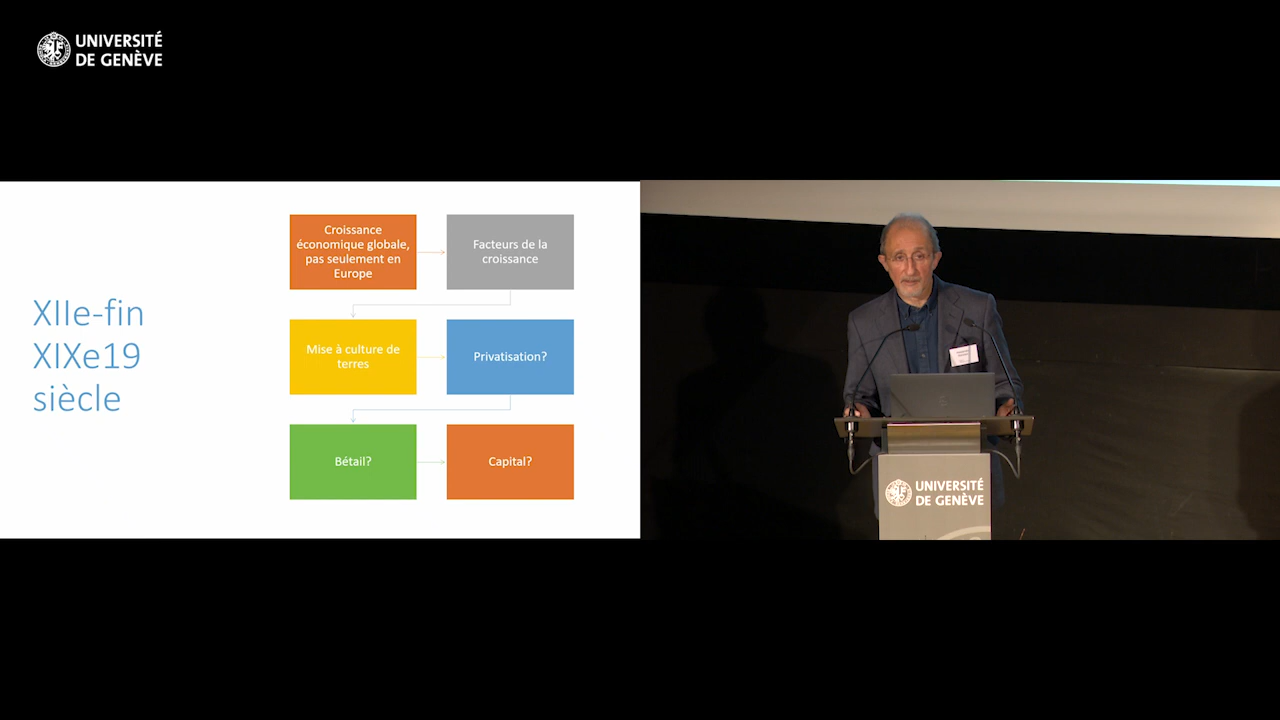 UNIVERSITÉ
DE GENÈVE
XIIe-fin
XIXe19
siècle
Croissance
économique globale,
pas seulement en
Europe
Facteurs de la
croissance
Mise à culture de
terres
Privatisation?
Bétail?
Capital?
UNIVERSITÉ
DE GENÈVE